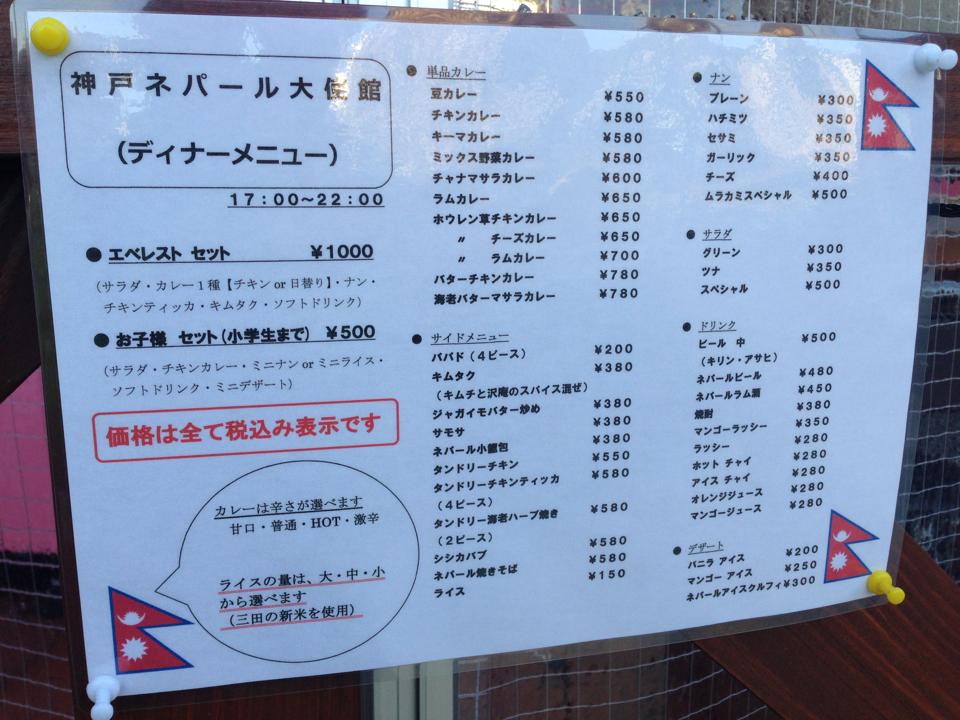 神戸ネパール大使館
（ディナーメニュー）
17：00～22：00
● エベレスト セット ¥1000
（サラダ・カレー１種【チキン or 日替り】・ナン・
チキンティッカ・キムタク・ソフトドリンク）
● お子様 セット（小学生まで） ¥500
（サラダ・チキンカレー・ミニナン or ミニライス・
ソフトドリンク・ミニデザート）
価格は全て税込み表示です
カレーは辛さが選べます
甘口・普通・HOT・激辛
ライスの量は、大・中・小
から選べます
（三田の新米を使用）
● 単品カレー
豆カレー ¥550
チキンカレー ¥580
キーマカレー ¥580
ミックス野菜カレー ¥580
チャナマサラカレー ¥600
ラムカレー ¥650
ホウレン草チキンカレー ¥650
〃 チーズカレー ¥650
〃 ラムカレー ¥700
バターチキンカレー ¥780
海老バターマサラカレー ¥780
● サイドメニュー
パパド（４ピース） ¥200
キムタク ¥380
（キムチと沢庵のスパイス混ぜ）
ジャガイモバター炒め ¥380
サモサ ¥380
ネパール小籠包 ¥380
タンドリーチキン ¥550
タンドリーチキンティッカ ¥580
（４ピース）
タンドリー海老ハーブ焼き ¥580
（２ピース）
シシカバブ ¥580
ネパール焼きそば ¥580
ライス ¥150
● ナン
プレーン ¥300
ハチミツ ¥350
セサミ ¥350
ガーリック ¥350
チーズ ¥400
ムラカミスペシャル ¥500
● サラダ
グリーン ¥300
ツナ ¥350
スペシャル ¥500
● ドリンク
ビール 中 ¥500
（キリン・アサヒ）
ネパールビール ¥480
ネパールラム酒 ¥450
焼酎 ¥380
マンゴーラッシー ¥350
ラッシー ¥280
ホット チャイ ¥280
アイス チャイ ¥280
オレンジジュース ¥280
マンゴージュース ¥280
● デザート
バニラ アイス ¥200
マンゴー アイス ¥250
ネパールアイスクルフィ ¥300